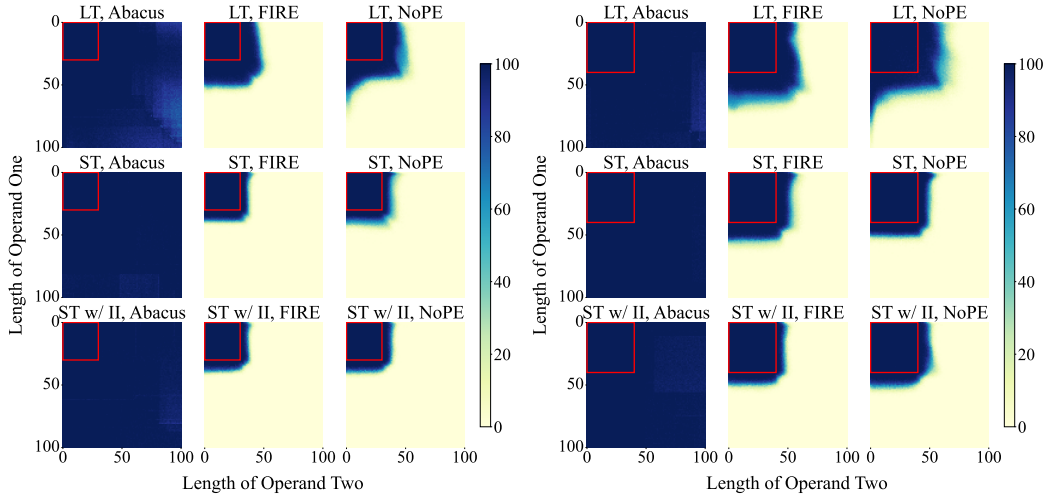 LT, Abacus LT, FIRE LT, NoPE
0
50
100
ST, Abacus ST, FIRE ST, NoPE
0
50
100
ST w/ II, Abacus ST w/ II, FIRE ST w/ II, NoPE
0
50
100
0 50 100 0 50 100 0 50 100
Length of Operand One
Length of Operand Two
100
80
60
40
20
0
LT, Abacus LT, FIRE LT, NoPE
0
50
100
ST, Abacus ST, FIRE ST, NoPE
0
50
100
ST w/ II, Abacus ST w/ II, FIRE ST w/ II, NoPE
0
50
100
0 50 100 0 50 100 0 50 100
Length of Operand One
Length of Operand Two
100
80
60
40
20
0